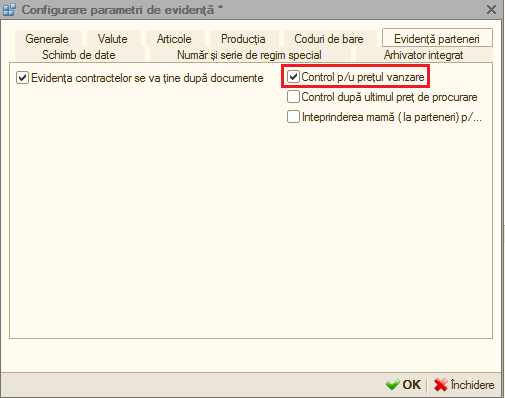 Configurare parametri de evidență *
Generale Valute Articole Producția Coduri de bare Evidență parteneri
Schimb de date Număr și serie de regim special Arhivator integrat
Evidența contractelor se va ține după documente
Control p/u prețul vanzare
Control după ultimul preț de procurare
Inteprinderea mamă ( la parteneri) p/...
OK Închidere